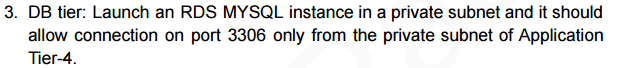 3. DB tier: Launch an RDS MYSQL instance in a private subnet and it should
allow connection on port 3306 only from the private subnet of Application
Tier-4.